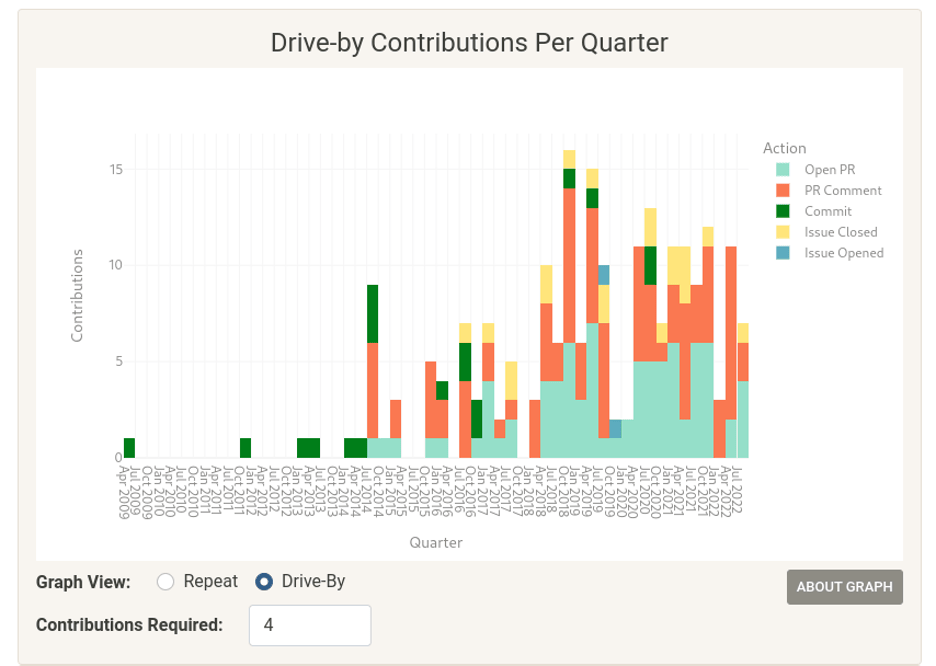 Drive-by Contributions Per Quarter
Action
Open PR
PR Comment
Commit
Issue Closed
Issue Opened
Contributions
15
10
5
0
Apr 2009
Jul 2009
Oct 2009
Jan 2010
Apr 2010
Jul 2010
Oct 2010
Jan 2011
Apr 2011
Jul 2011
Oct 2011
Jan 2012
Apr 2012
Jul 2012
Oct 2012
Jan 2013
Apr 2013
Jul 2013
Oct 2013
Jan 2014
Apr 2014
Jul 2014
Oct 2014
Jan 2015
Apr 2015
Jul 2015
Oct 2015
Jan 2016
Apr 2016
Jul 2016
Oct 2016
Jan 2017
Apr 2017
Jul 2017
Oct 2017
Jan 2018
Apr 2018
Jul 2018
Oct 2018
Jan 2019
Apr 2019
Jul 2019
Oct 2019
Jan 2020
Apr 2020
Jul 2020
Oct 2020
Jan 2021
Apr 2021
Jul 2021
Oct 2021
Jan 2022
Apr 2022
Jul 2022
Quarter
Graph View: Repeat Drive-By
ABOUT GRAPH
Contributions Required: 4